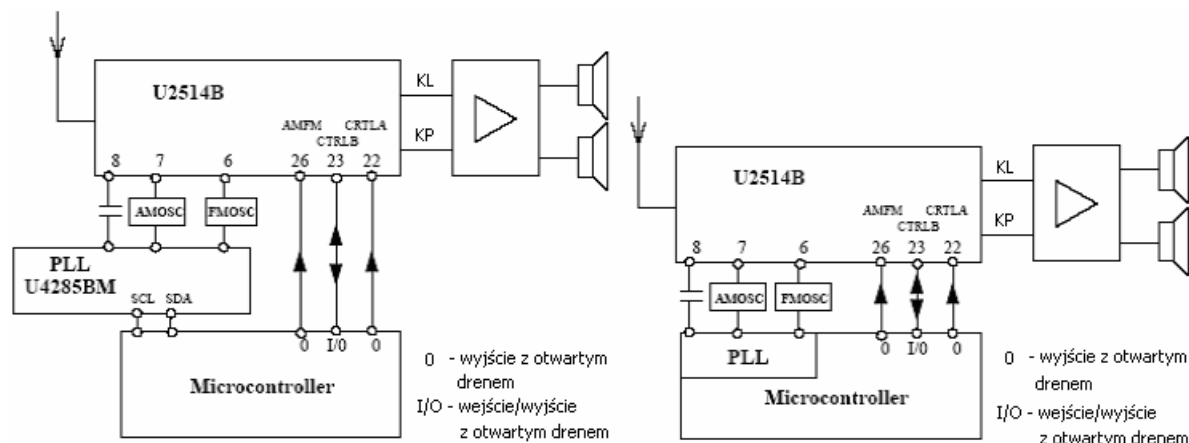 U2514B
KL
KP
AMFM CRTLA
CTRLB
8 7 6 26 23 22
AMOSC FMOSC
PLL
U4285BM
SCL SDA
0 I/0 0
Microcontroller
0 - wyjście z otwartym
drenem
I/O - wejście/wyjście
z otwartym drenem
U2514B
KL
KP
AMFM CRTLA
CTRLB
8 7 6 26 23 22
AMOSC FMOSC
PLL
0 I/0 0
Microcontroller
0 - wyjście z otwartym
drenem
I/O - wejście/wyjście
z otwartym drenem